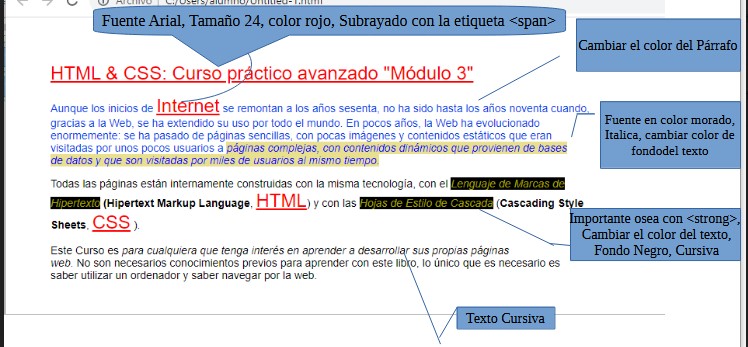 Archivo | C:/Users/alumno/Untitled-1.html
Fuente Arial, Tamaño 24, color rojo, Subrayado con la etiqueta <span>
Cambiar el color del Párrafo
HTML & CSS: Curso práctico avanzado "Módulo 3"
Aunque los inicios de Internet se remontan a los años sesenta, no ha sido hasta los años noventa cuando,
gracias a la Web, se ha extendido su uso por todo el mundo. En pocos años, la Web ha evolucionado
enormemente: se ha pasado de páginas sencillas, con pocas imágenes y contenidos estáticos que eran
visitadas por unos pocos usuarios a páginas complejas, con contenidos dinámicos que provienen de bases
de datos y que son visitadas por miles de usuarios al mismo tiempo.
Fuente en color morado,
Italica, cambiar color de
fondodel texto
Todas las páginas están internamente construidas con la misma tecnología, con el Lenguaje de Marcas de
Hipertexto (Hipertext Markup Language, HTML) y con las Hojas de Estilo de Cascada (Cascading Style
Sheets, CSS ).
Importante osea con <strong>,
Cambiar el color del texto,
Fondo Negro, Cursiva
Este Curso es para cualquiera que tenga interés en aprender a desarrollar sus propias páginas
web. No son necesarios conocimientos previos para aprender con este libro, lo único que es necesario es
saber utilizar un ordenador y saber navegar por la web.
Texto Cursiva